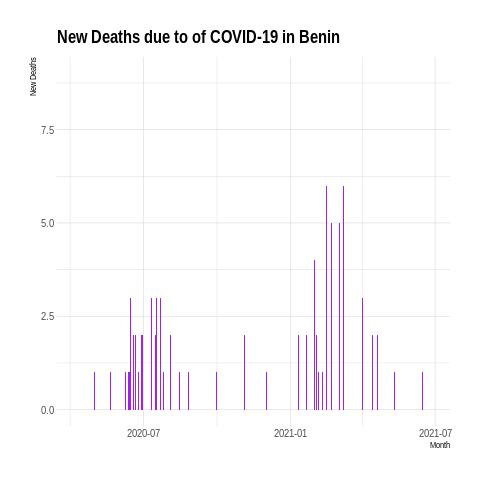 New Deaths due to of COVID-19 in Benin
New Deaths
7.5
5.0
2.5
0.0
2020-07
2021-01
2021-07
Month